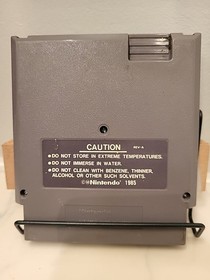 CAUTION REV-A
•DO NOT STORE IN EXTREME TEMPERATURES.
•DO NOT IMMERSE IN WATER.
•DO NOT CLEAN WITH BENZENE, THINNER,
ALCOHOL OR OTHER SUCH SOLVENTS.
©Nintendo® 1985